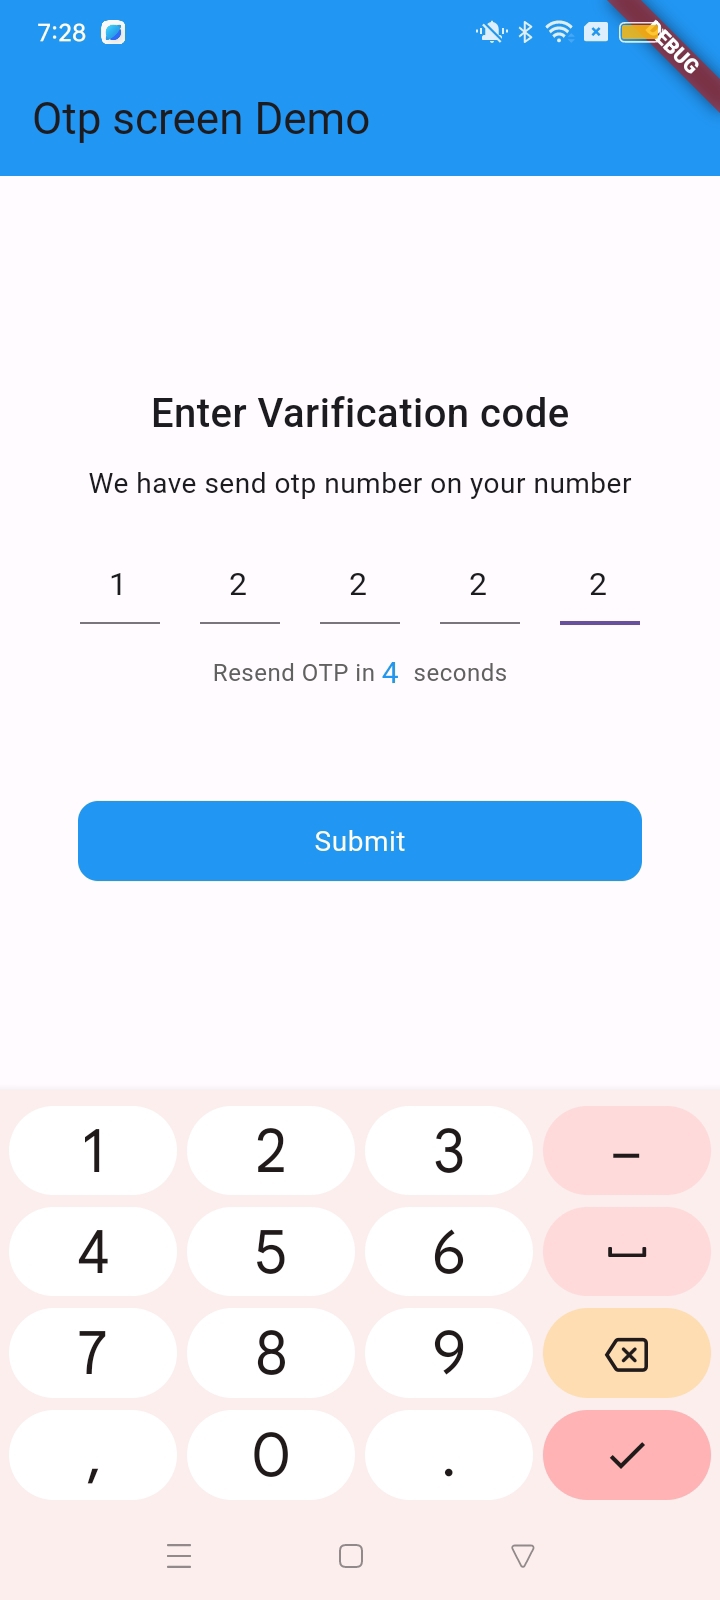 7:28
DEBUG
Otp screen Demo
Enter Varification code
We have send otp number on your number
1 2 2 2 2
Resend OTP in 4 seconds
Submit
1 2 3 –
4 5 6
7 8 9
, 0 .